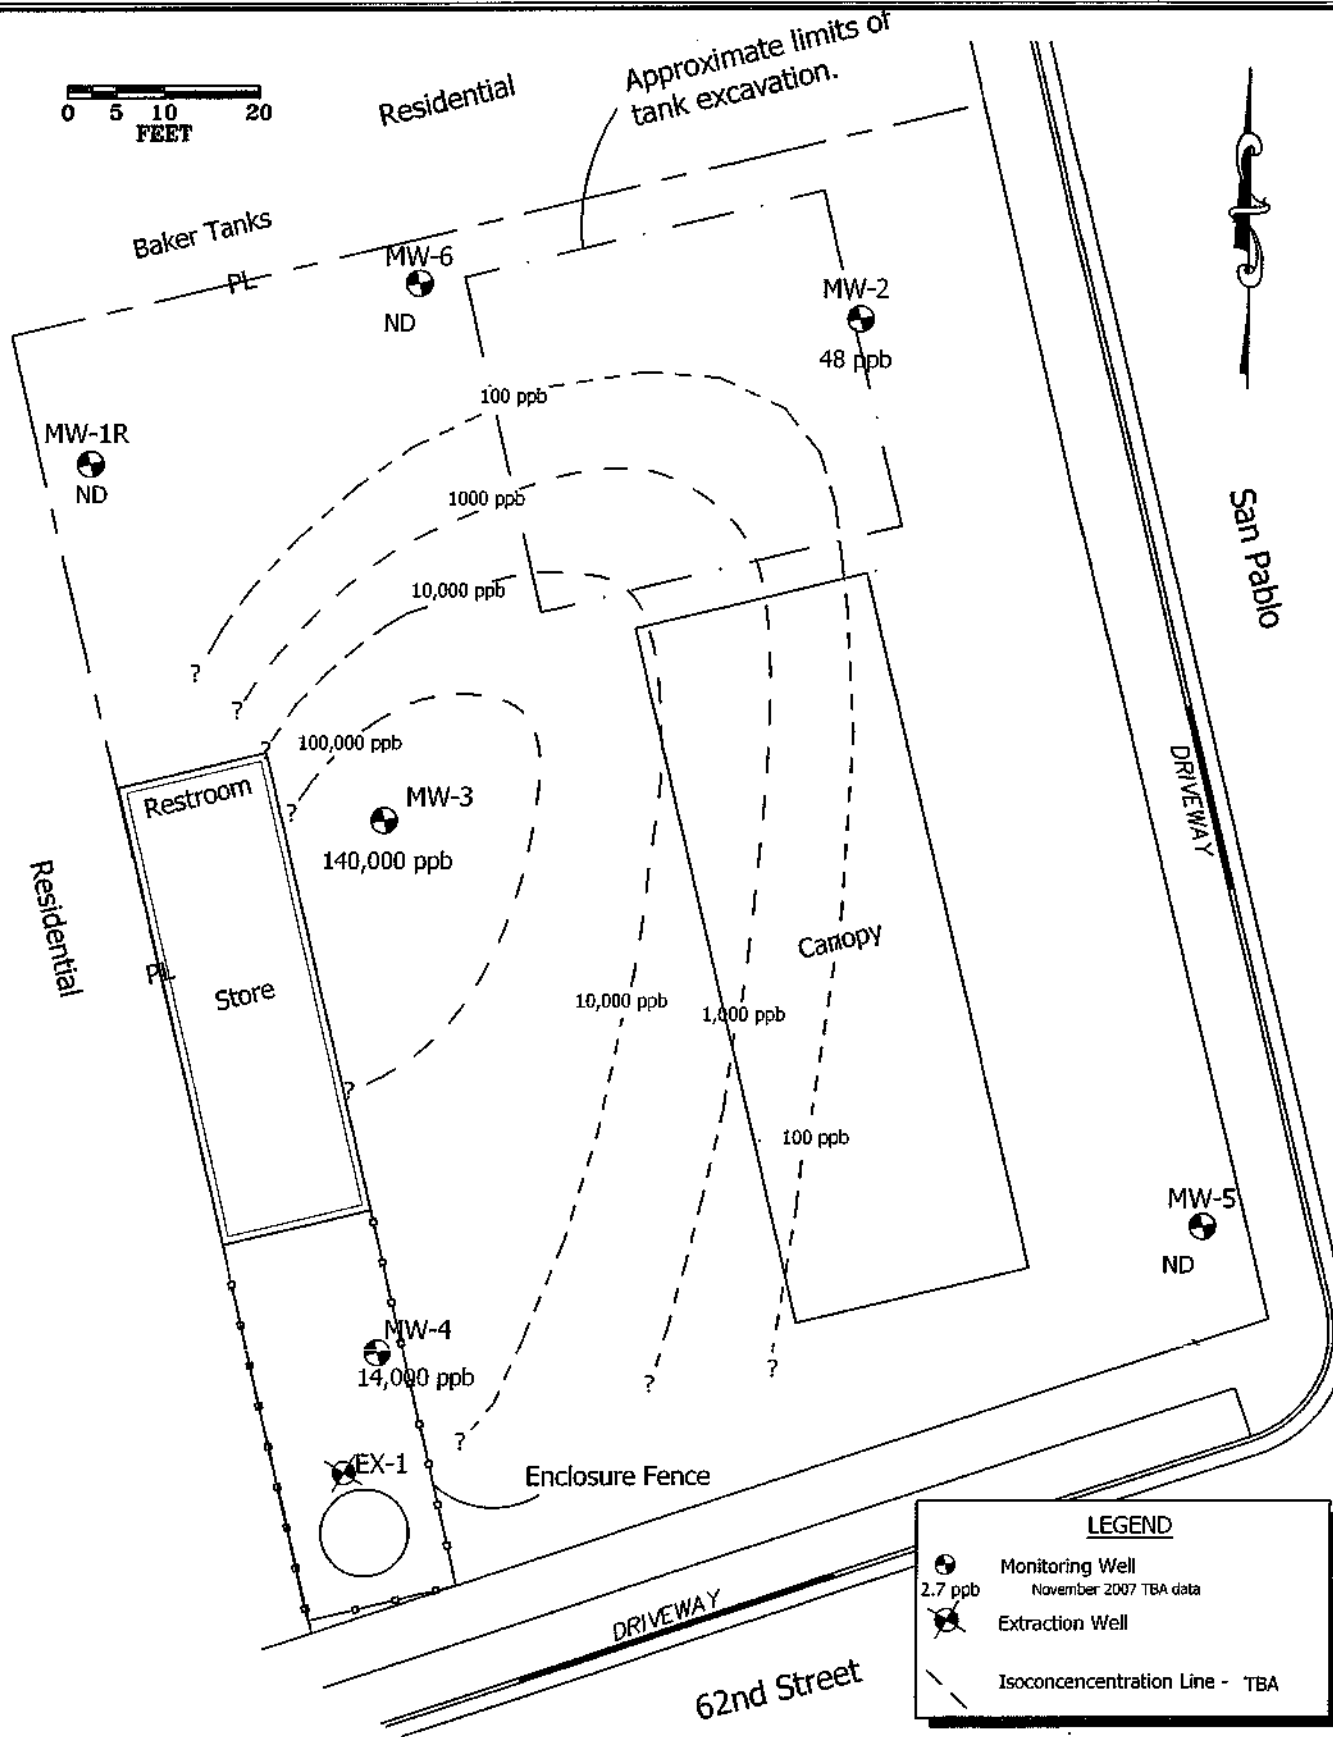 Approximate limits of
tank excavation.
Residential
0 5 10 20
FEET
Baker Tanks
PL
MW-6
ND
MW-2
48 ppb
100 ppb
MW-1R
ND
1000 ppb
San Pablo
10,000 ppb
?
?
?
100,000 ppb
DRIVEWAY
Restroom
MW-3
?
140,000 ppb
Residential
Canopy
PL
Store
10,000 ppb
1,000 ppb
?
100 ppb
MW-5
ND
MW-4
14,000 ppb
?
?
?
EX-1
Enclosure Fence
LEGEND
Monitoring Well
2.7 ppb November 2007 TBA data
Extraction Well
Isoconcencentration Line - TBA
DRIVEWAY
62nd Street